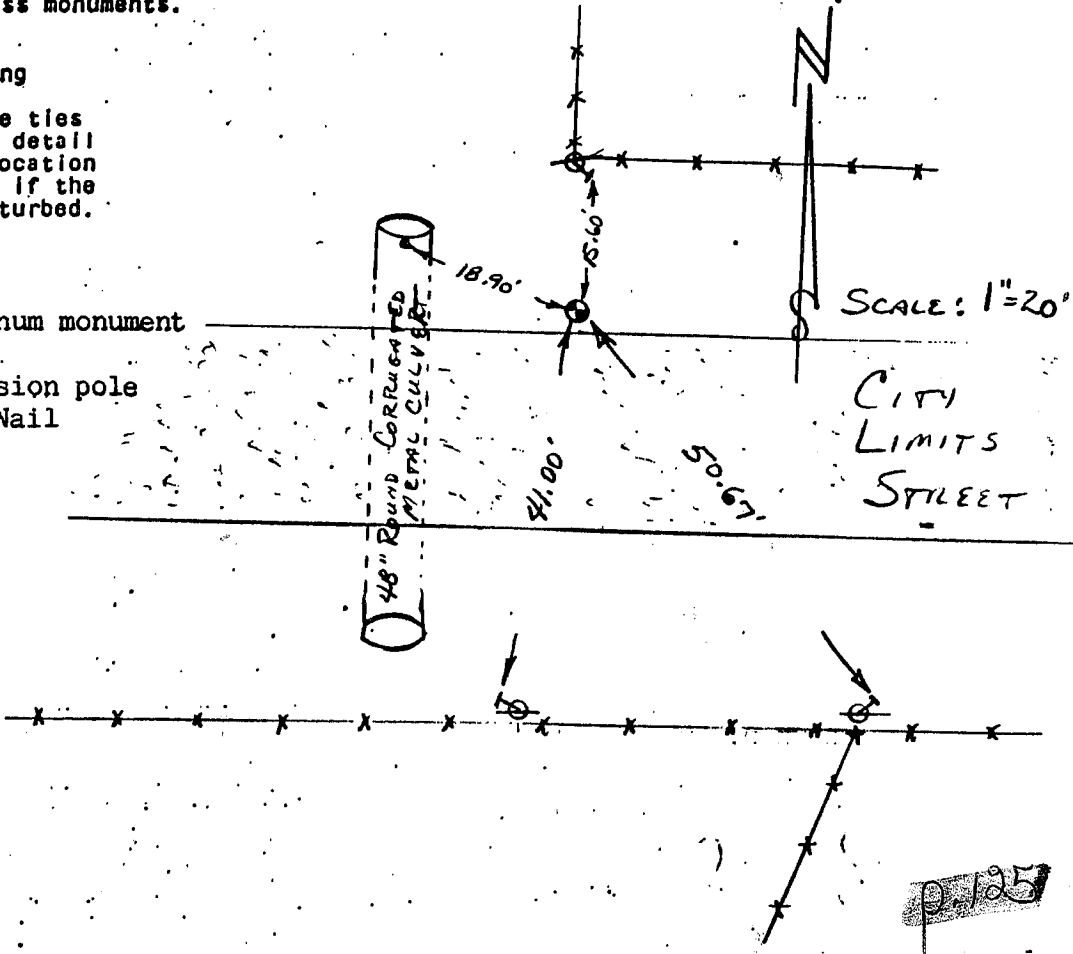 ss monuments.
ng
e ties
detail
ocation
if the
turbed.
num monument
sion pole
Nail
15.60'
18.90'
SCALE: 1"=20'
48" ROUND CORRUGATED
METAL CULVERT
41.00'
50.67'
CITY
LIMITS
STREET
p.125